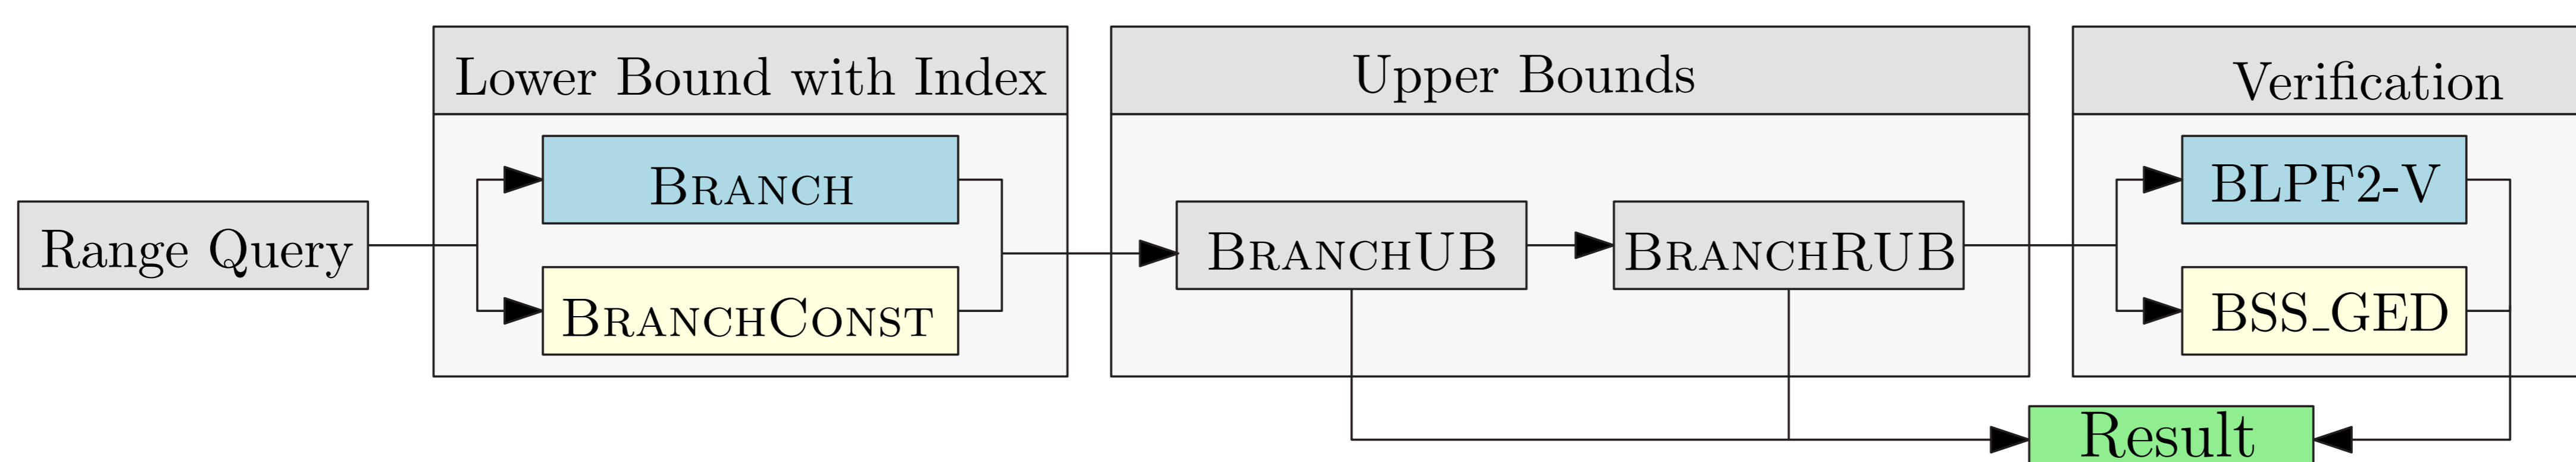 Lower Bound with Index
Upper Bounds
Verification
Range Query
BRANCH
BRANCHCONST
BRANCHUB
BRANCHRUB
BLPF2-V
BSS_GED
Result